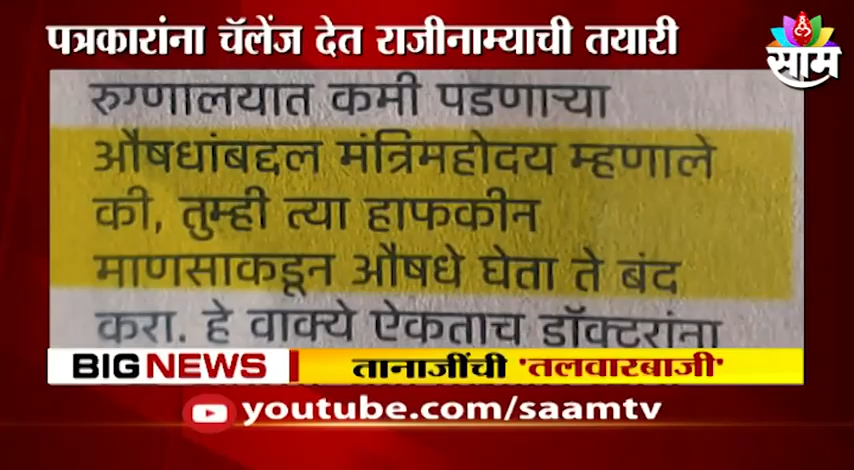 पत्रकारांना चॅलेंज देत राजीनाम्याची तयारी
साम
रुग्णालयात कमी पडणाऱ्या
औषधांबद्दल मंत्रिमहोदय म्हणाले
की, तुम्ही त्या हाफकीन
माणसाकडून औषधे घेता ते बंद
करा. हे वाक्ये ऐकताच डॉक्टरांना
BIG NEWS
तानाजींची 'तलवारबाजी'
youtube.com/saamtv